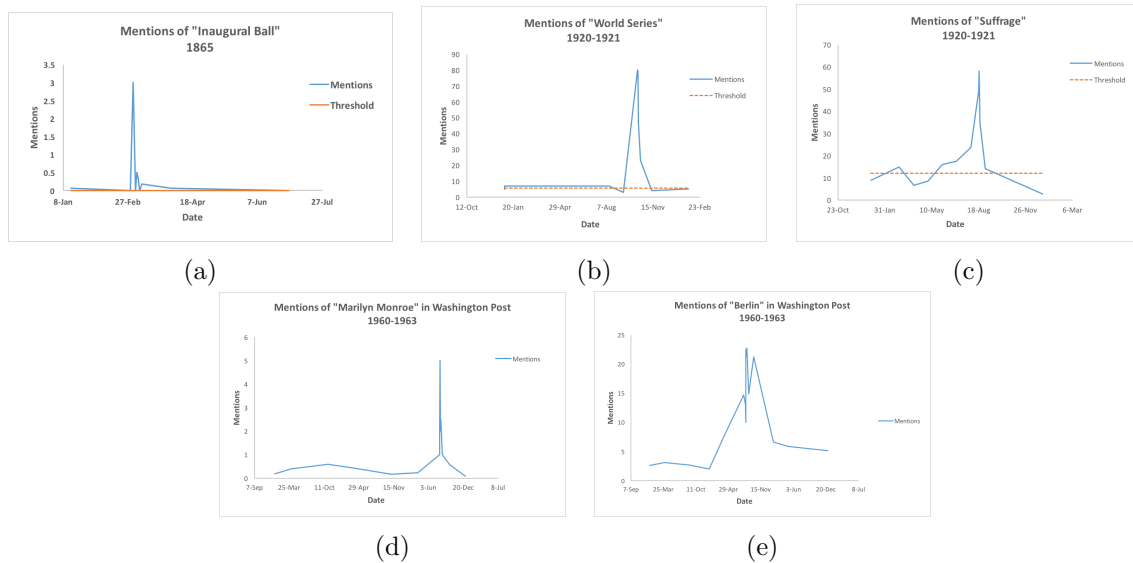 Mentions of "Inaugural Ball"
1865
3.5
3
2.5
2
1.5
1
0.5
0
Mentions
8-Jan 27-Feb 18-Apr 7-Jun 27-Jul
Date
Mentions
Threshold
(a)
Mentions of "World Series"
1920-1921
90
80
70
60
50
40
30
20
10
0
Mentions
12-Oct 20-Jan 29-Apr 7-Aug 15-Nov 23-Feb
Date
Mentions
Threshold
(b)
Mentions of "Suffrage"
1920-1921
70
60
50
40
30
20
10
0
Mentions
23-Oct 31-Jan 10-May 18-Aug 26-Nov 6-Mar
Date
Mentions
Threshold
(c)
Mentions of "Marilyn Monroe" in Washington Post
1960-1963
6
5
4
3
2
1
0
Mentions
7-Sep 25-Mar 11-Oct 29-Apr 15-Nov 3-Jun 20-Dec 8-Jul
Date
Mentions
(d)
Mentions of "Berlin" in Washington Post
1960-1963
25
20
15
10
5
0
Mentions
7-Sep 25-Mar 11-Oct 29-Apr 15-Nov 3-Jun 20-Dec 8-Jul
Date
Mentions
(e)